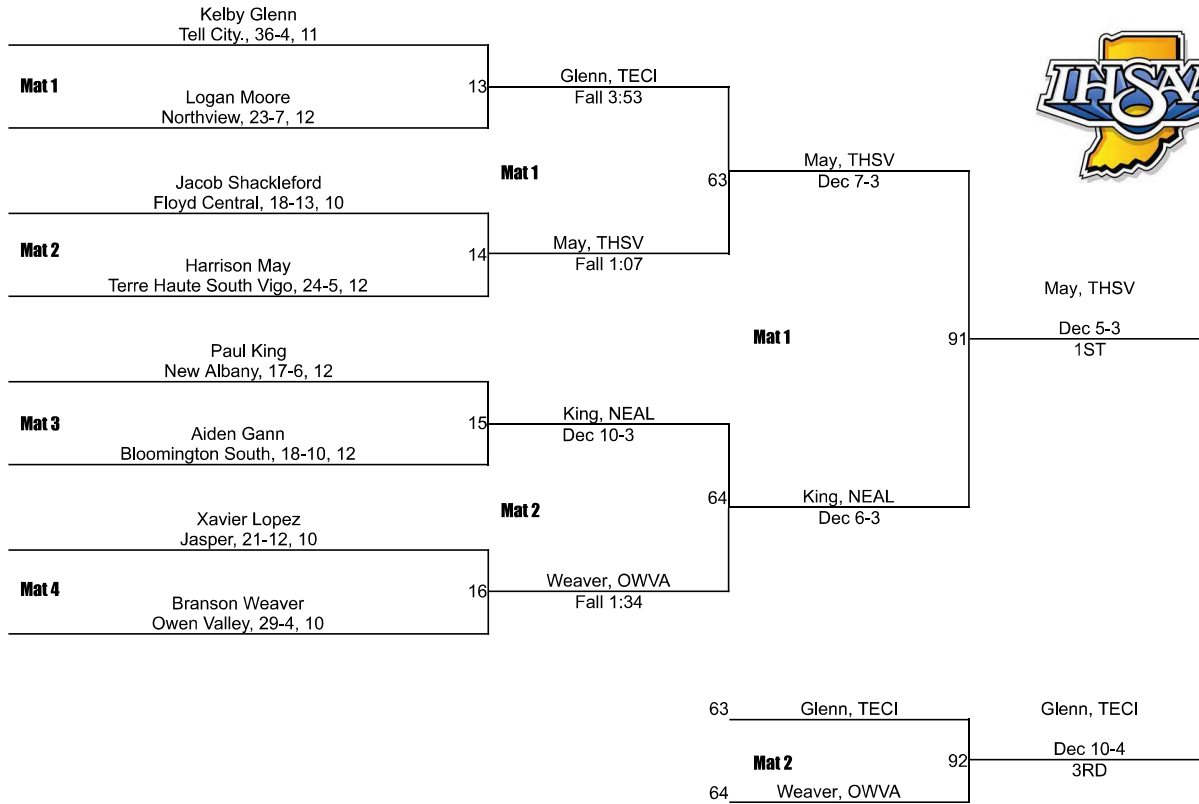 Kelby Glenn
Tell City., 36-4, 11
Mat 1
13
Logan Moore
Northview, 23-7, 12
Glenn, TECI
Fall 3:53
Jacob Shackleford
Floyd Central, 18-13, 10
Mat 2
14
Harrison May
Terre Haute South Vigo, 24-5, 12
May, THSV
Fall 1:07
Mat 1
63
May, THSV
Dec 7-3
Paul King
New Albany, 17-6, 12
Mat 3
15
Aiden Gann
Bloomington South, 18-10, 12
King, NEAL
Dec 10-3
Xavier Lopez
Jasper, 21-12, 10
Mat 4
16
Branson Weaver
Owen Valley, 29-4, 10
Weaver, OWVA
Fall 1:34
Mat 2
64
King, NEAL
Dec 6-3
Mat 1
91
May, THSV
Dec 5-3
1ST
63
Glenn, TECI
Mat 2
92
64
Weaver, OWVA
Glenn, TECI
Dec 10-4
3RD
IHSAA